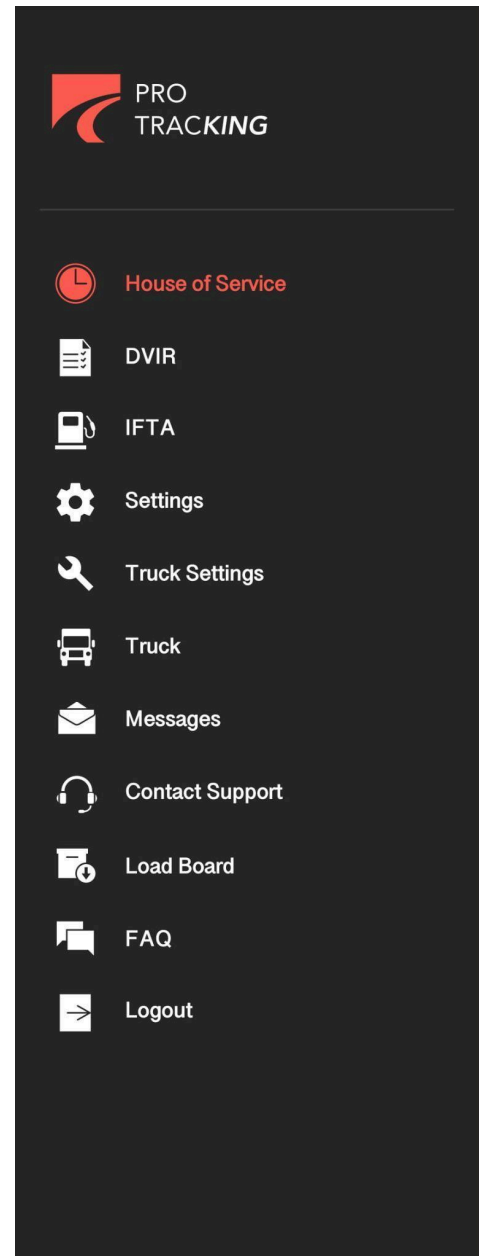 PRO
TRACKING
House of Service
DVIR
IFTA
Settings
Truck Settings
Truck
Messages
Contact Support
Load Board
FAQ
Logout